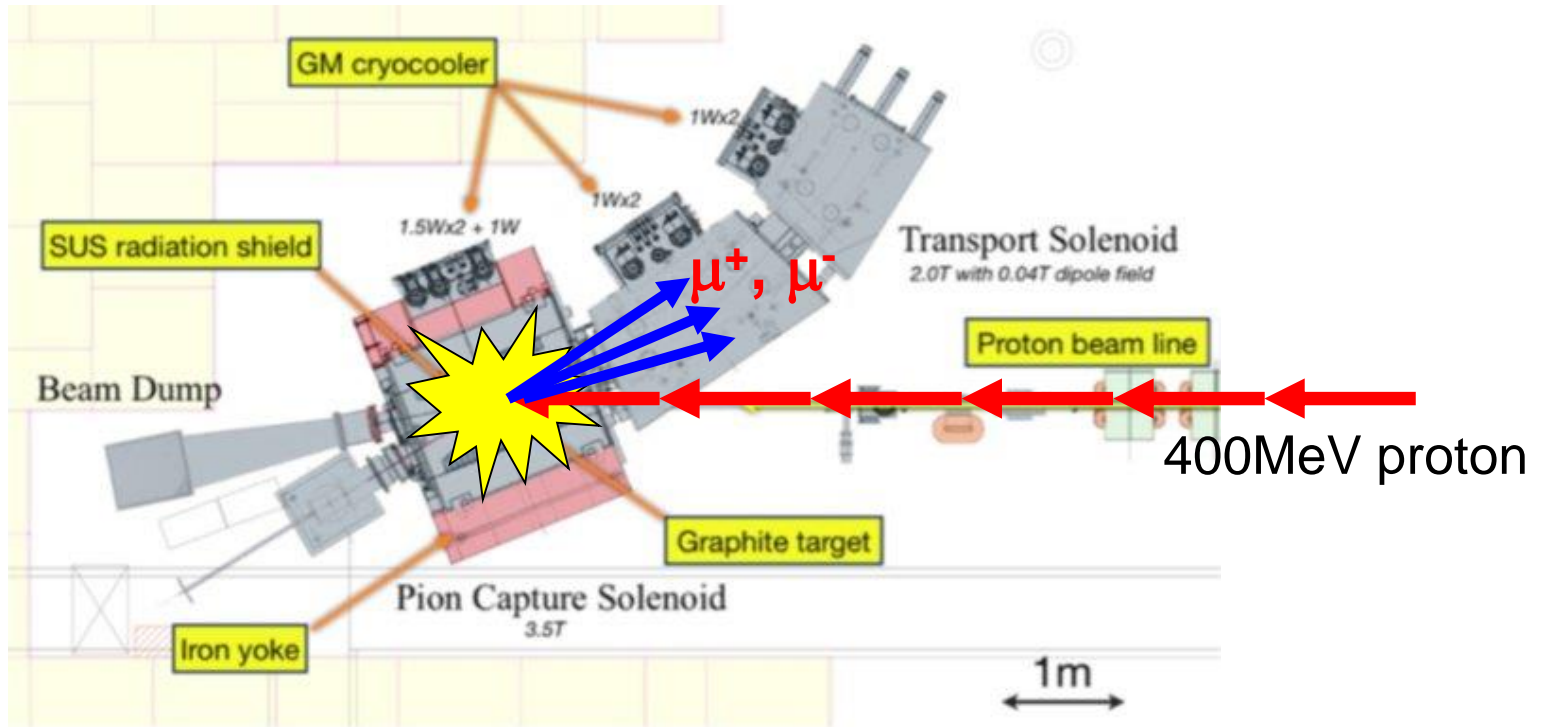 GM cryocooler
1Wx2
1Wx2
1.5Wx2 + 1W
SUS radiation shield
μ+, μ-
Transport Solenoid
2.0T with 0.04T dipole field
Proton beam line
Beam Dump
400MeV proton
Graphite target
Pion Capture Solenoid
3.5T
Iron yoke
1m